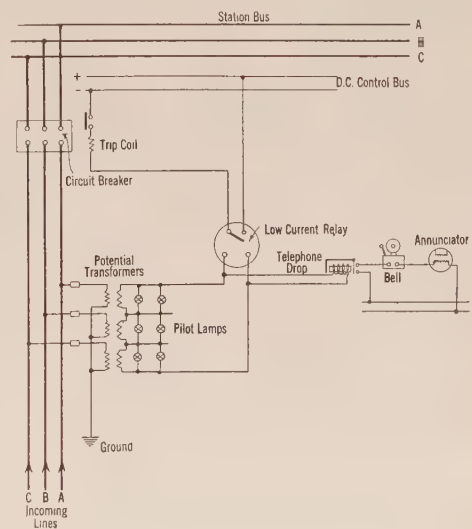 Station Bus
A
B
C
+
D.C. Control Bus
-
Trip Coil
Circuit Breaker
Low Current Relay
Telephone
Drop
Annunciator
Bell
Potential
Transformers
Pilot Lamps
Ground
C B A
Incoming
Lines